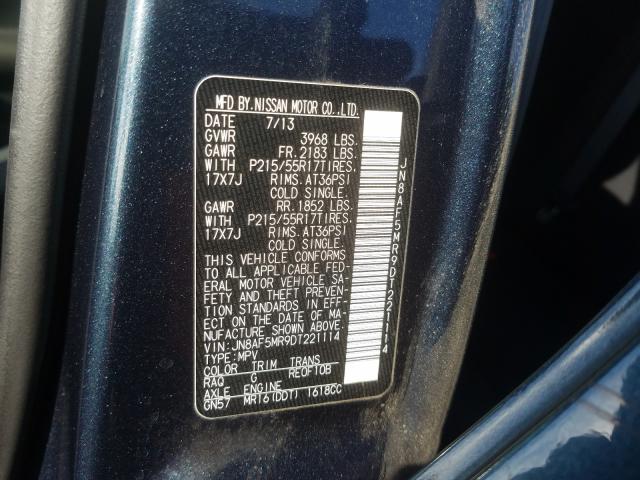 MFD BY.NISSAN MOTOR CO.,LTD.
DATE 7/13
GVWR 3968 LBS.
GAWR FR.2183 LBS.
WITH P215/55R17TIRES,
17X7J RIMS.AT36PSI
COLD SINGLE.
GAWR RR.1852 LBS.
WITH P215/55R17TIRES,
17X7J RIMS.AT36PSI
COLD SINGLE.
THIS VEHICLE CONFORMS
TO ALL APPLICABLE FED-
ERAL MOTOR VEHICLE SA-
FETY AND THEFT PREVEN-
TION STANDARDS IN EFF-
ECT ON THE DATE OF MA-
NUFACTURE SHOWN ABOVE.
VIN:JN8AF5MR9DT221114
TYPE:MPV
COLOR TRIM TRANS
RAQ G RE0F10B
AXLE ENGINE
GN57 MR16(DDT) 1618CC
JN8AF5MR9DT221114